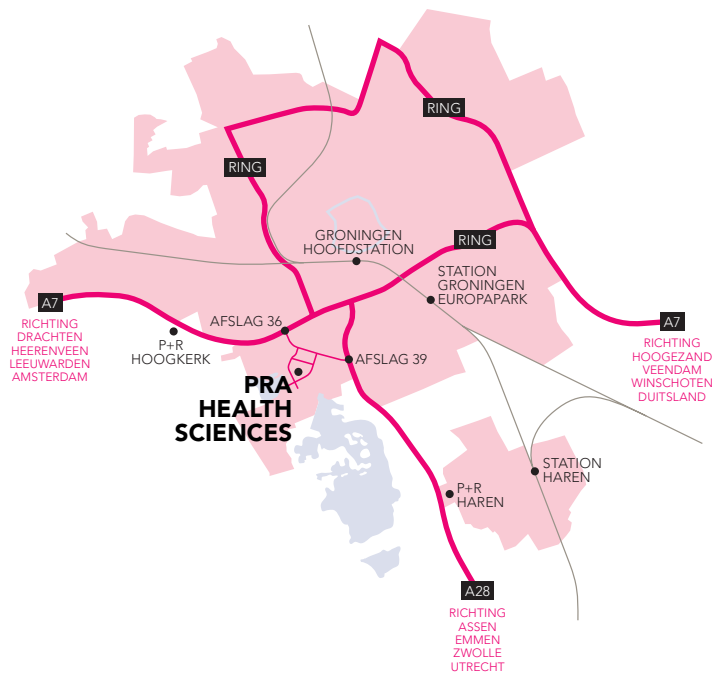 RING
RING
GRONINGEN
HOOFDSTATION
RING
STATION
GRONINGEN
EUROPAPARK
A7
RICHTING
DRACHTEN
HEERENVEEN
LEEUWARDEN
AMSTERDAM
P+R
HOOGKERK
AFSLAG 36
AFSLAG 39
A7
RICHTING
HOOGEZAND
VEENDAM
WINSCHOTEN
DUITSLAND
PRA
HEALTH
SCIENCES
STATION
HAREN
P+R
HAREN
A28
RICHTING
ASSEN
EMMEN
ZWOLLE
UTRECHT